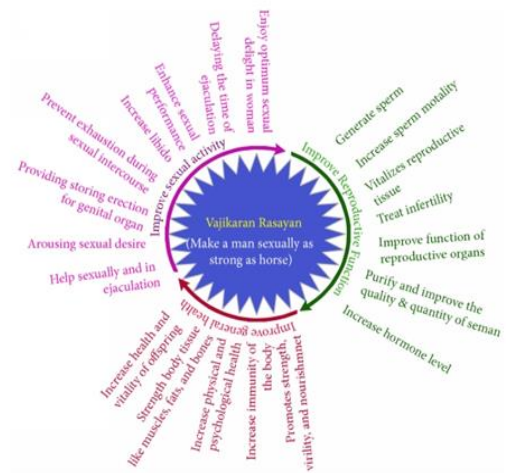 Vajikaran Rasayan
(Make a man sexually as
strong as horse)
Improve sexual activity
Help sexually and in
ejaculation
Arousing sexual desire
Providing storing erection
for genital organ
Prevent exhaustion during
sexual intercourse
Increase libido
Enhance sexual
performance
Delaying the time of
ejaculation
Enjoy optimum sexual
delight in woman
Improve Reproductive Function
Generate sperm
Increase sperm motality
Vitalizes reproductive
tissue
Treat infertility
Improve function of
reproductive organs
Purify and improve the
quality & quantity of seman
Increase hormone level
Improve general health
Promotes strength,
virility, and nourishmnet
Increase immunity of
the body
Increase physical and
psychological health
Strength body tissue
like muscles, fats, and bones
Increase health and
vitality of offspring